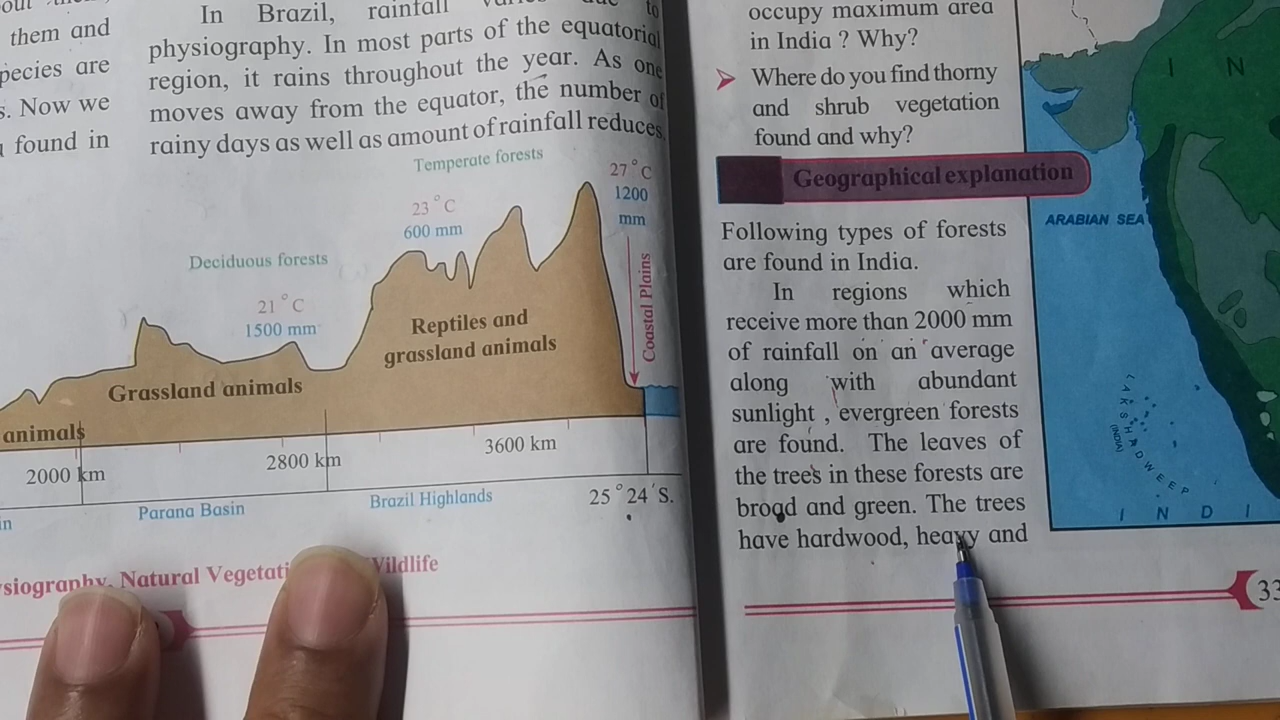 them and
pecies are
s. Now we
found in
In Brazil, rainfall
physiography. In most parts of the equatorial
region, it rains throughout the year. As one
moves away from the equator, the number of
rainy days as well as amount of rainfall reduces.
Temperate forests
27°C
1200
mm
23°C
600 mm
Deciduous forests
21°C
1500 mm
Coastal Plains
Reptiles and
grassland animals
Grassland animals
animals
2000 km
2800 km
3600 km
in
Parana Basin
Brazil Highlands
25°24'S.
siography, Natural Vegetati
Wildlife
occupy maximum area
in India ? Why?
➤ Where do you find thorny
and shrub vegetation
found and why?
Geographical explanation
Following types of forests
are found in India.
In regions which
receive more than 2000 mm
of rainfall on an average
along with abundant
sunlight , evergreen forests
are found. The leaves of
the trees in these forests are
broad and green. The trees
have hardwood, heavy and
I N
ARABIAN SEA
LAKSHADWEEP
(INDIA)
I N D I
33